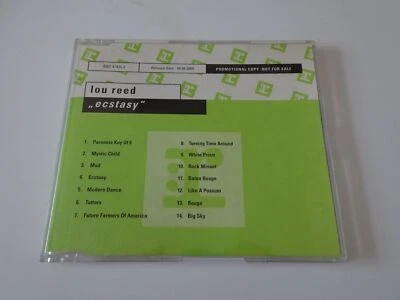 Release Date
PROMOTIONAL COPY NOT FOR SALE
lou reed
„ecstasy“
1. Paranoia Key Of E
2. Mystic Child
3. Mad
4. Ecstasy
5. Modern Dance
6. Tatters
7. Future Farmers Of America
8. Turning Time Around
9. White Prism
10. Rock Minuet
11. Baton Rouge
12. Like A Possum
13. Rouge
14. Big Sky